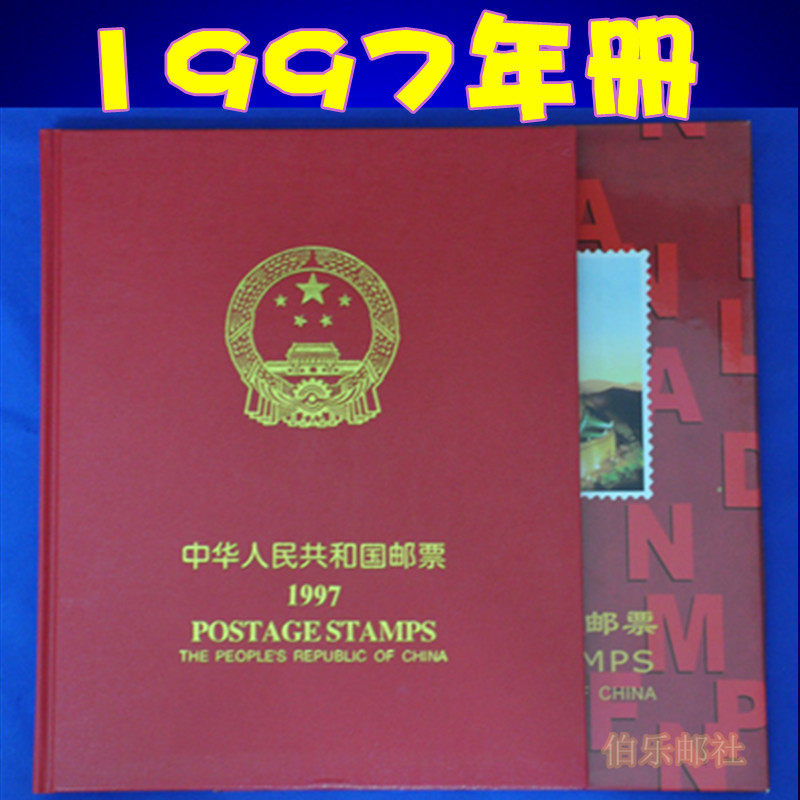 1997年册
中华人民共和国邮票
1997
POSTAGE STAMPS
THE PEOPLE'S REPUBLIC OF CHINA
邮票
MPS
F CHINA
伯乐邮社